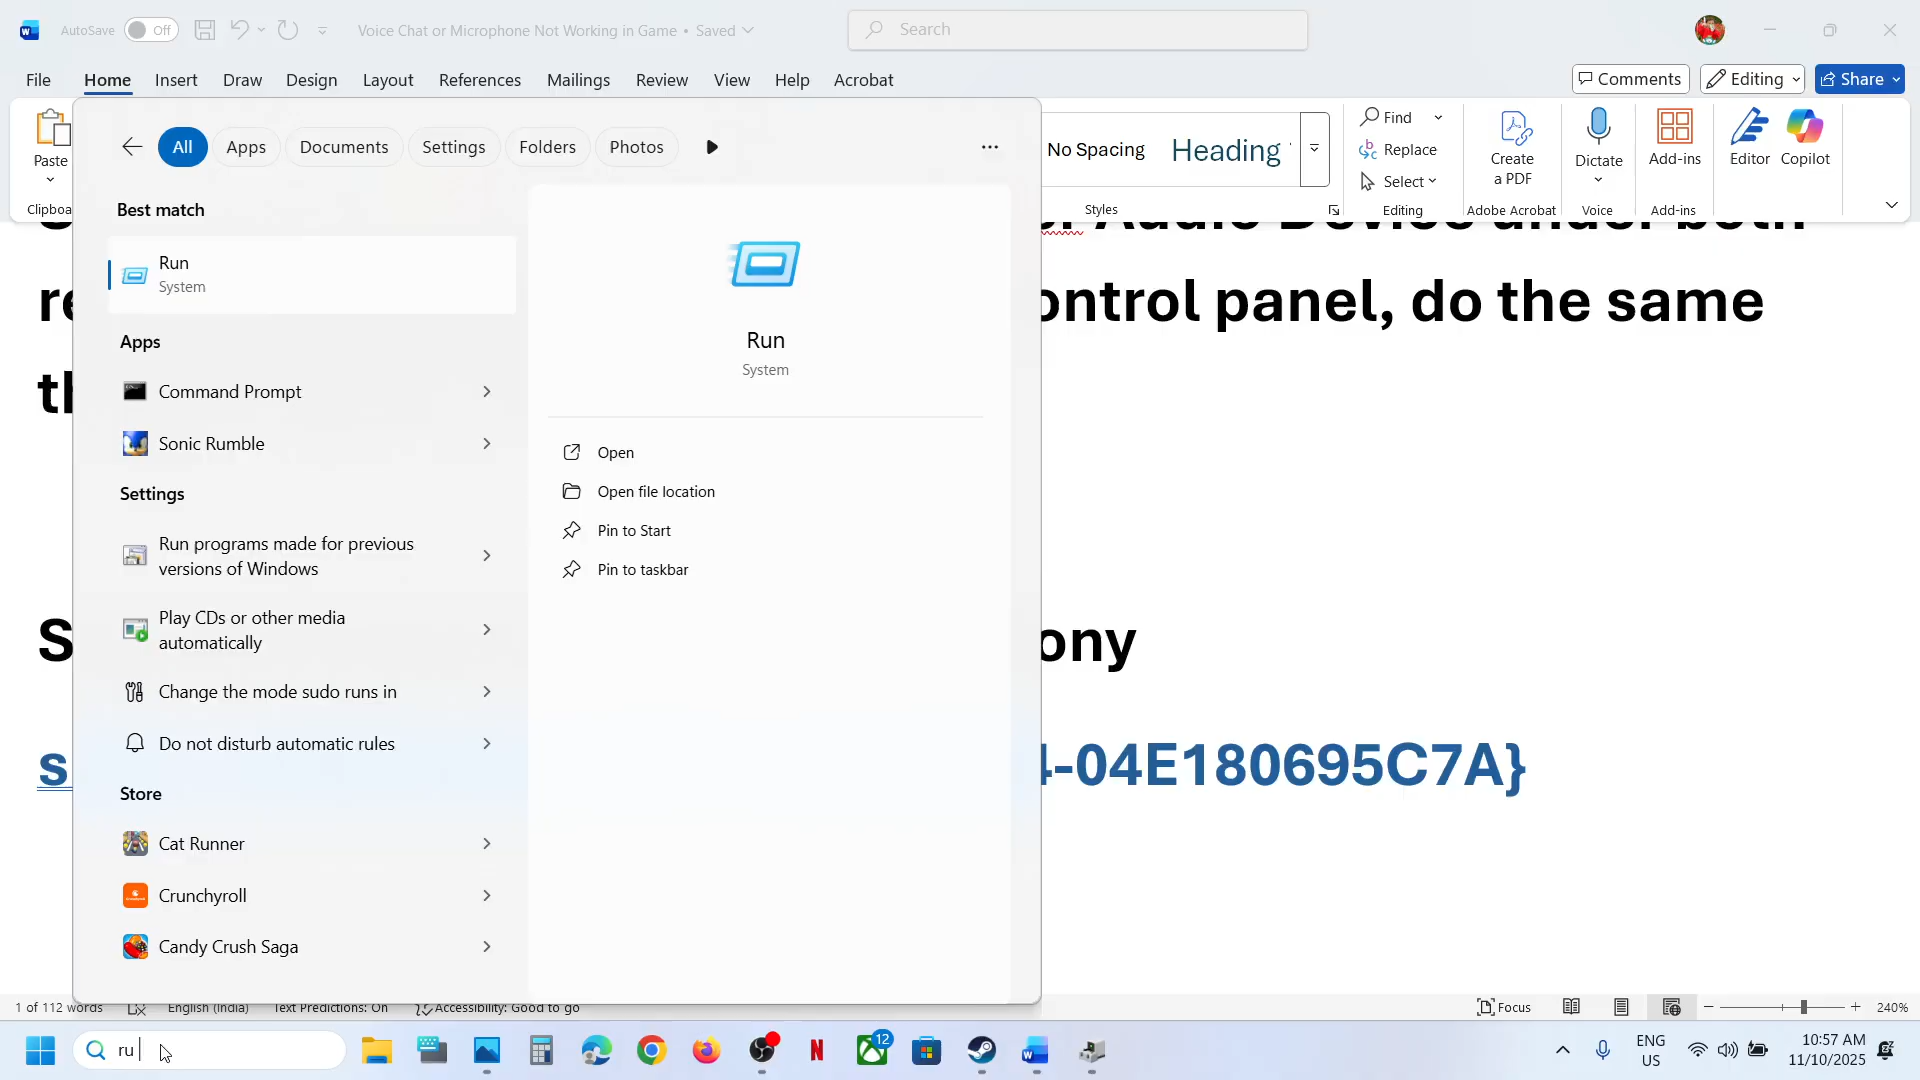 AutoSave
Off
Voice Chat or Microphone Not Working in Game • Saved
Search
File
Home
Insert
Draw
Design
Layout
References
Mailings
Review
View
Help
Acrobat
Comments
Editing
Share
Paste
No Spacing
Heading
Find
Replace
Select
Create
a PDF
Dictate
Add-ins
Editor
Copilot
Styles
Editing
Adobe Acrobat
Voice
Add-ins
All
Apps
Documents
Settings
Folders
Photos
Best match
Run
System
Apps
Command Prompt
Sonic Rumble
Settings
Run programs made for previous
versions of Windows
Play CDs or other media
automatically
Change the mode sudo runs in
Do not disturb automatic rules
Store
Cat Runner
Crunchyroll
Candy Crush Saga
Run
System
Open
Open file location
Pin to Start
Pin to taskbar
Audio Device under both
control panel, do the same
ony
4-04E180695C7A}
1 of 112 words
English (India)
Text Predictions: On
Accessibility: Good to go
Focus
240%
ru
12
ENG
US
10:57 AM
11/10/2025